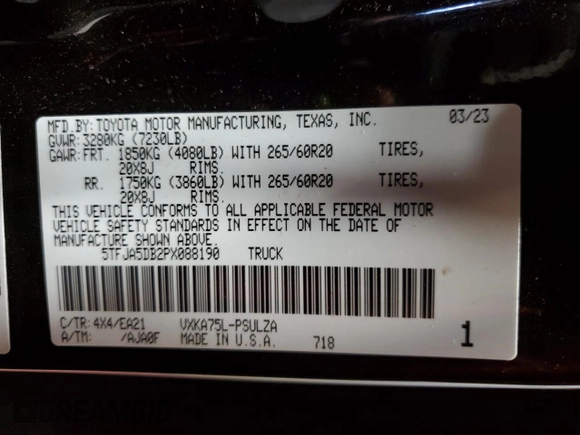 MFD.BY:TOYOTA MOTOR MANUFACTURING, TEXAS, INC. 03/23
GVWR:3280KG (7230LB)
GAWR:FRT. 1850KG (4080LB) WITH 265/60R20 TIRES,
20X8J RIMS.
RR. 1750KG (3860LB) WITH 265/60R20 TIRES,
20X8J RIMS.
THIS VEHICLE CONFORMS TO ALL APPLICABLE FEDERAL MOTOR
VEHICLE SAFETY STANDARDS IN EFFECT ON THE DATE OF
MANUFACTURE SHOWN ABOVE.
5TFJA5DB2PX088190 TRUCK
C/TR:4X4/EA21 VXKA75L-PSULZA 1
A/TM: /AJA0F MADE IN U.S.A. 718
DREAMBID